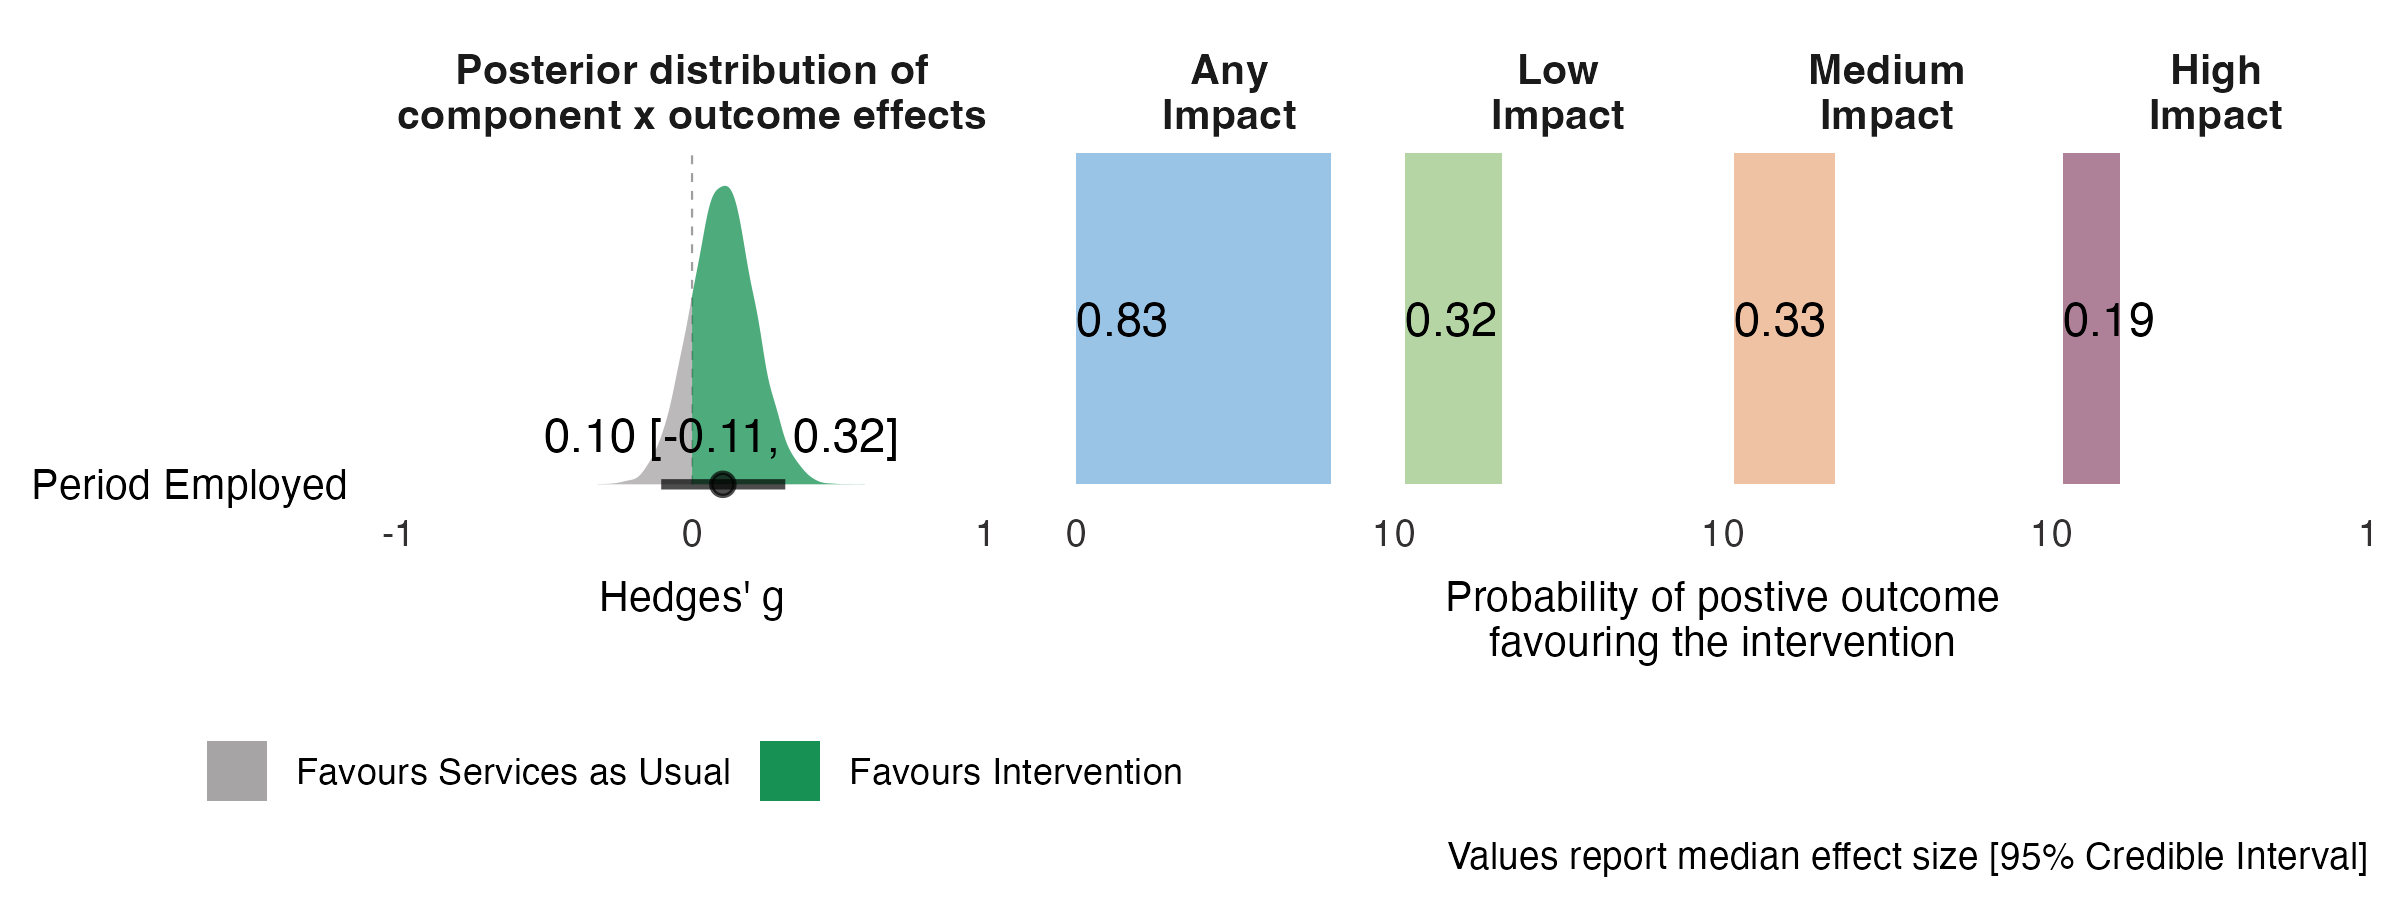 Posterior distribution of
component x outcome effects
Any
Impact
Low
Impact
Medium
Impact
High
Impact
0.83
0.32
0.33
0.19
0.10 [-0.11, 0.32]
Period Employed
-1 0 1
0 10 10 10 1
Hedges' g
Probability of postive outcome
favouring the intervention
Favours Services as Usual
Favours Intervention
Values report median effect size [95% Credible Interval]